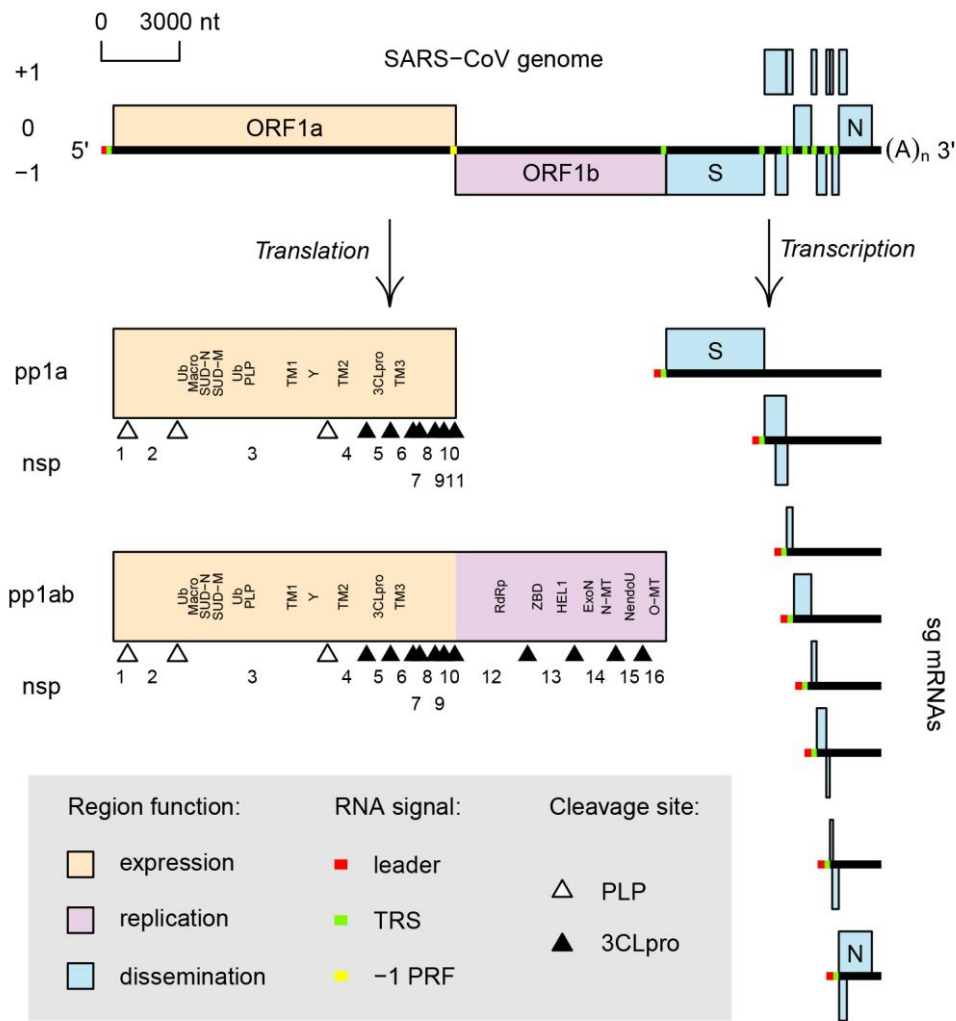 0 3000 nt
SARS−CoV genome
+1
0
−1
5'
ORF1a
ORF1b
S
N
(A)n 3'
Translation
Transcription
pp1a
Ub
Macro
SUD−N
SUD−M
Ub
PLP
TM1
Y
TM2
3CLpro
TM3
nsp
1 2 3 4 5 6 8 10
7 9 11
S
pp1ab
Ub
Macro
SUD−N
SUD−M
Ub
PLP
TM1
Y
TM2
3CLpro
TM3
RdRp
ZBD
HEL1
ExoN
N−MT
NendoU
O−MT
nsp
1 2 3 4 5 6 8 10 12 13 14 15 16
7 9
sg mRNAs
N
Region function:
expression
replication
dissemination
RNA signal:
leader
TRS
−1 PRF
Cleavage site:
PLP
3CLpro